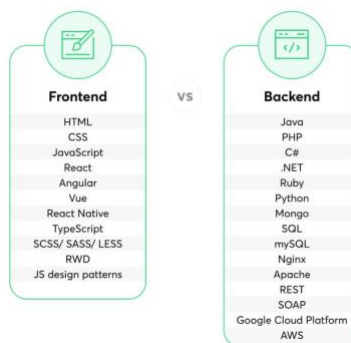 Frontend
HTML
CSS
JavaScript
React
Angular
Vue
React Native
TypeScript
SCSS/ SASS/ LESS
RWD
JS design patterns
VS
Backend
</>
Java
PHP
C#
.NET
Ruby
Python
Mongo
SQL
mySQL
Nginx
Apache
REST
SOAP
Google Cloud Platform
AWS